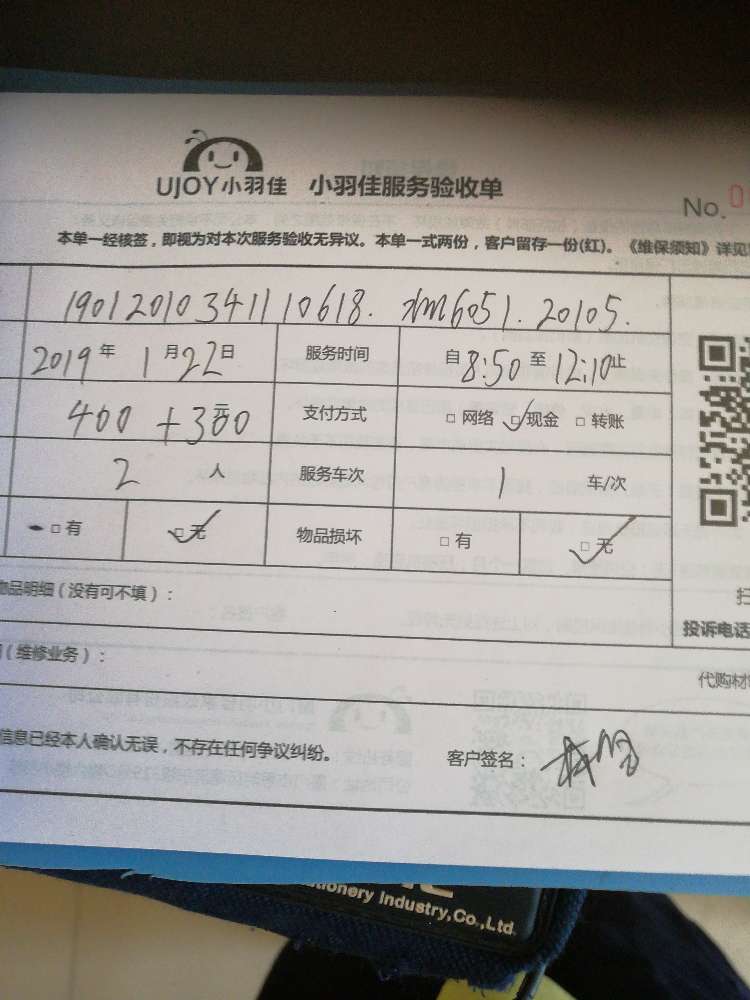 UJOY小羽佳 小羽佳服务验收单
No. 0
本单一经核签，即视为对本次服务验收无异议。本单一式两份，客户留存一份(红)。《维保须知》详见
19012010341110618. xm6051. 20105.
2019 年 1 月 22 日 服务时间 自 8:50 至 12:10 止
400 + 300 元 支付方式 □ 网络 □ 现金 □ 转账
2 人 服务车次 1 车/次
□ 有 □ 无 物品损坏 □ 有 □ 无
物品明细（没有可不填）：
投诉电话
（维修业务）：
代购材
信息已经本人确认无误，不存在任何争议纠纷。 客户签名：
Industry,Co.,Ltd.